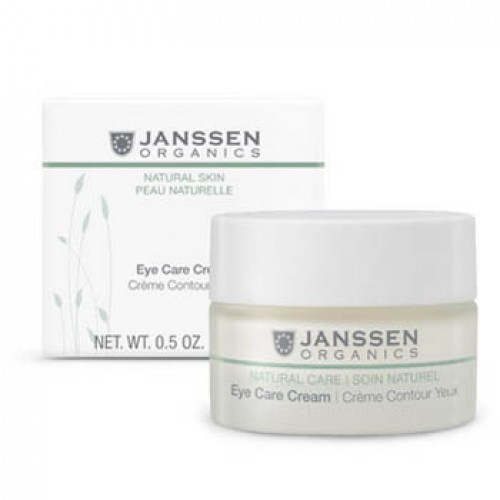 JANSSEN
ORGANICS
NATURAL SKIN
PEAU NATURELLE
Eye Care Cre
Crème Contour
NET. WT. 0.5 OZ.
JANSSEN
ORGANICS
NATURAL CARE | SOIN NATUREL
Eye Care Cream | Crème Contour Yeux